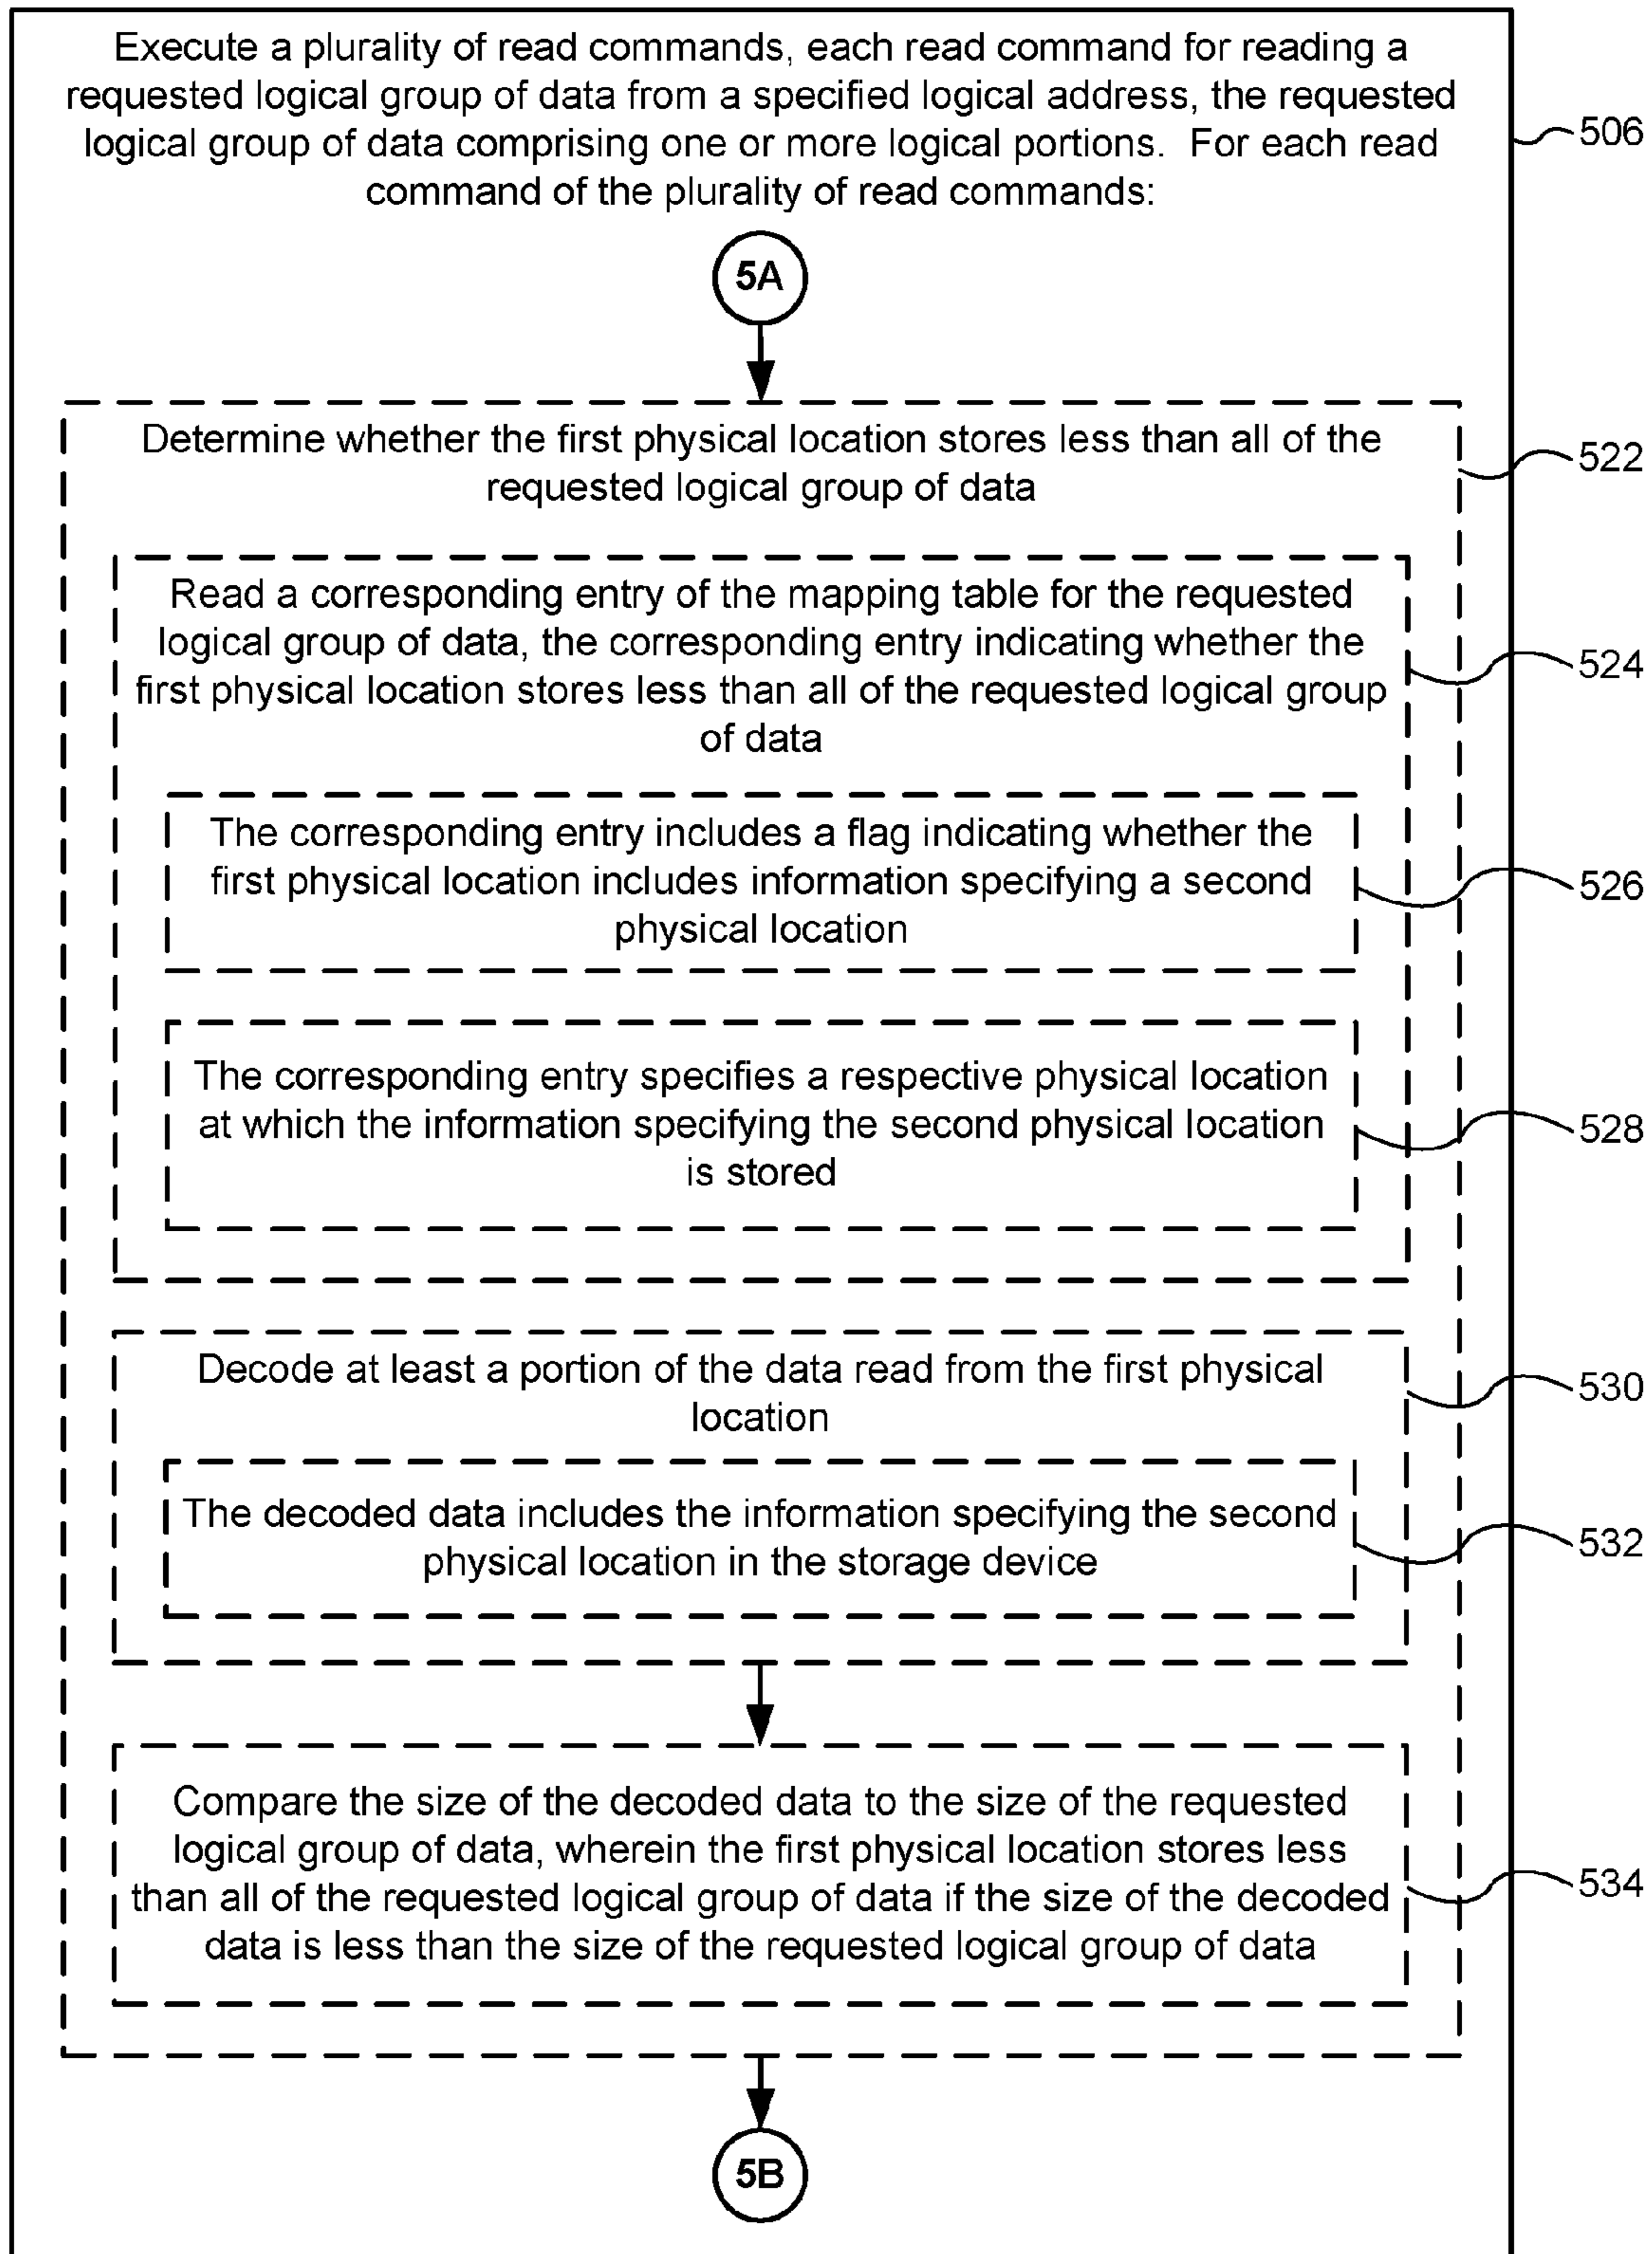 Execute a plurality of read commands, each read command for reading a
requested logical group of data from a specified logical address, the requested
logical group of data comprising one or more logical portions.  For each read
command of the plurality of read commands:
506
5A
Determine whether the first physical location stores less than all of the
requested logical group of data
522
Read a corresponding entry of the mapping table for the requested
logical group of data, the corresponding entry indicating whether the
first physical location stores less than all of the requested logical group
of data
524
The corresponding entry includes a flag indicating whether the
first physical location includes information specifying a second
physical location
526
The corresponding entry specifies a respective physical location
at which the information specifying the second physical location
is stored
528
Decode at least a portion of the data read from the first physical
location
530
The decoded data includes the information specifying the second
physical location in the storage device
532
Compare the size of the decoded data to the size of the requested
logical group of data, wherein the first physical location stores less
than all of the requested logical group of data if the size of the decoded
data is less than the size of the requested logical group of data
534
5B